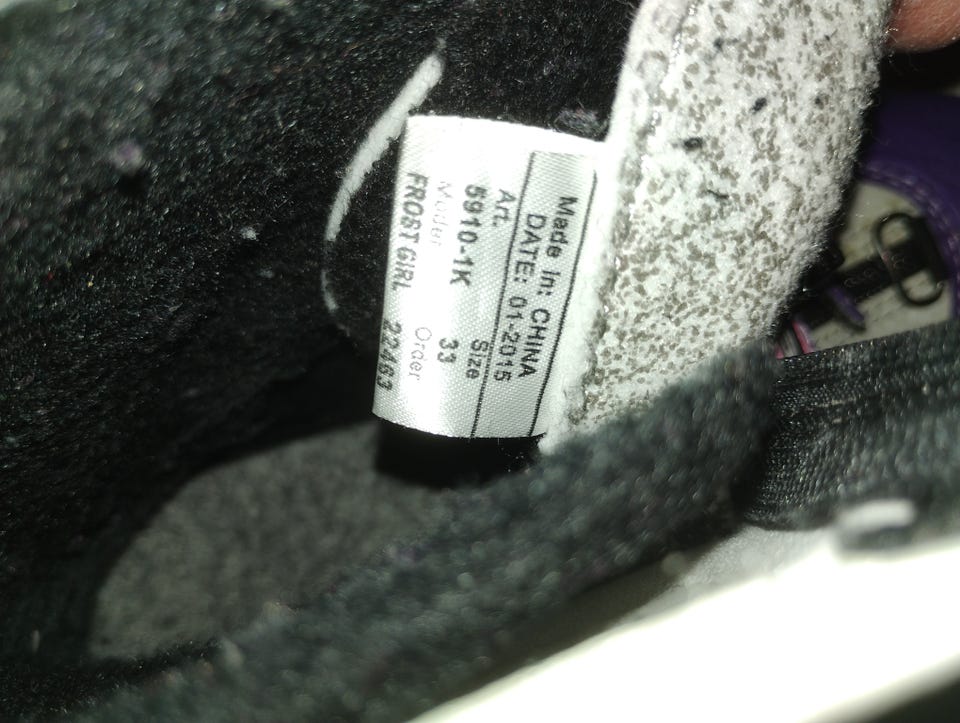 Made In: CHINA
DATE: 01-2015
Art. Size
5910-1K 33
Model Order
FROST GIRL 22463